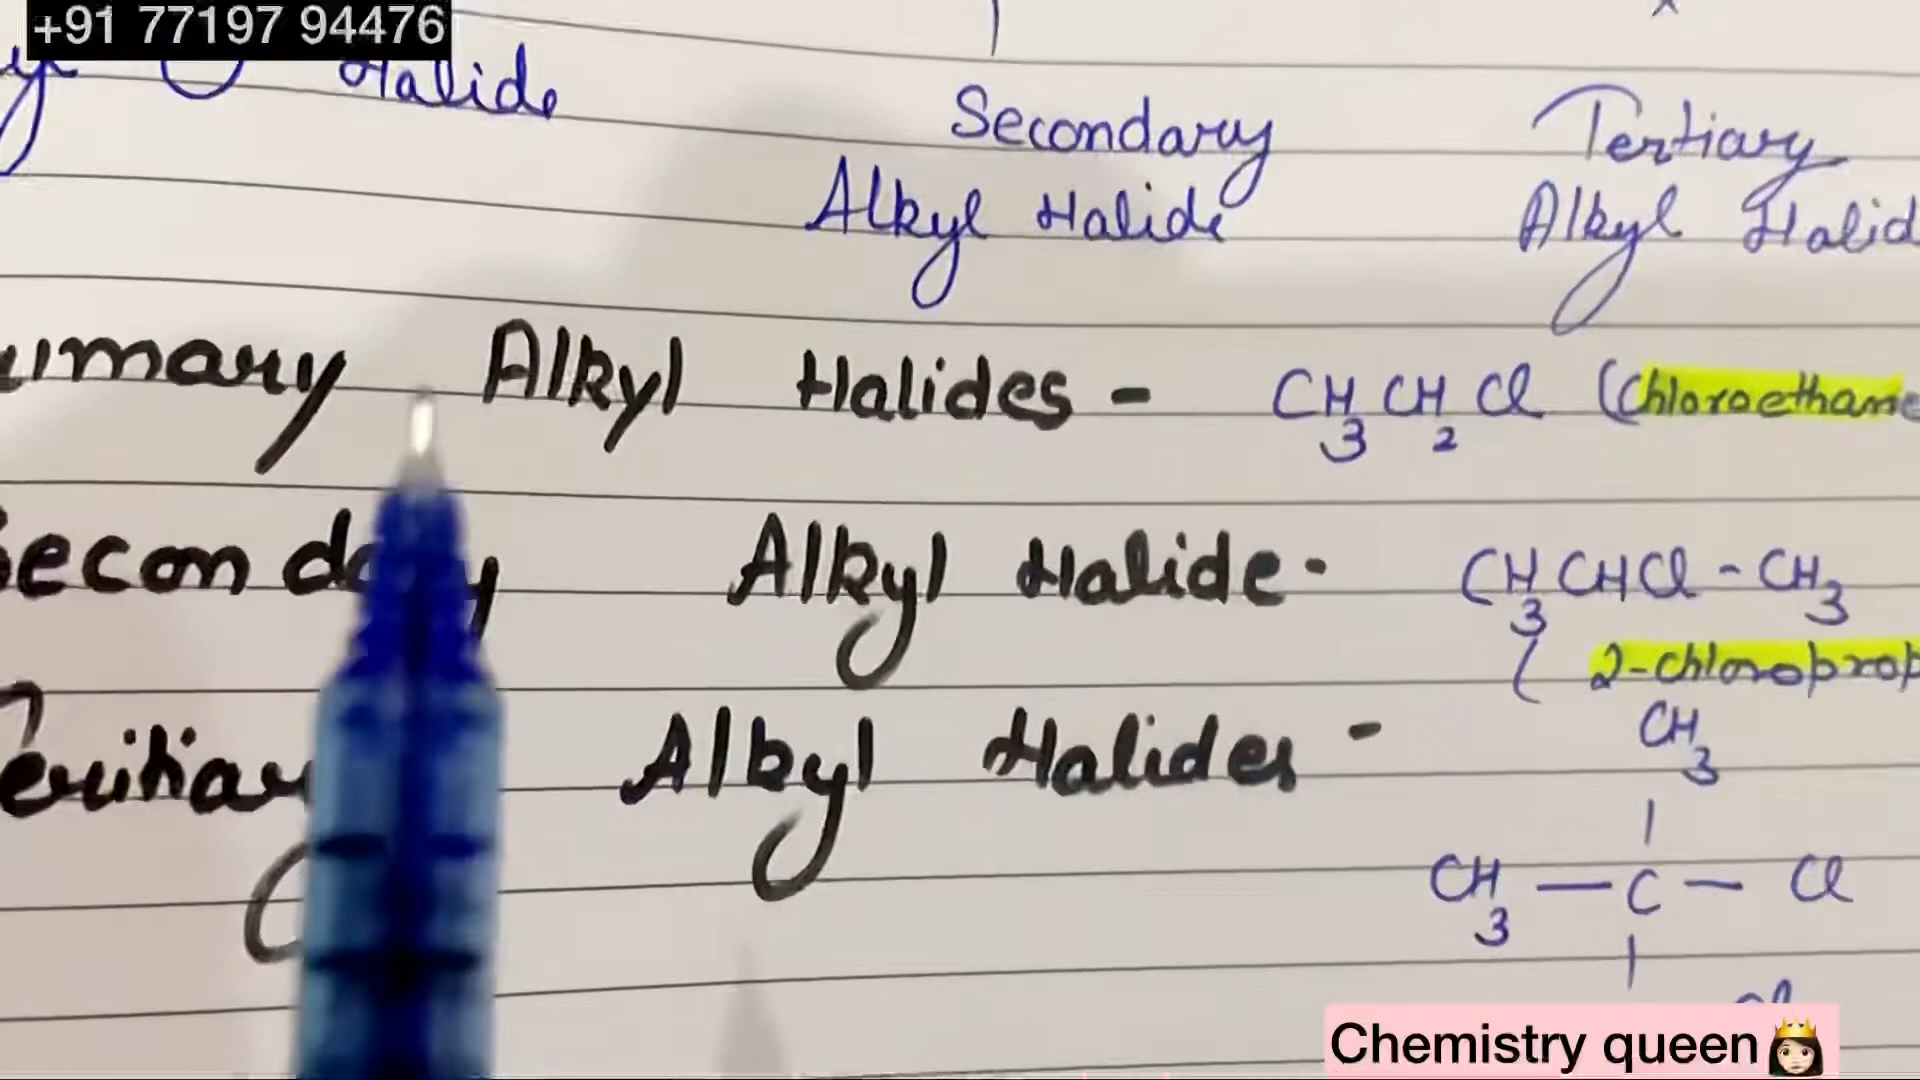 +91 77197 94476
Halide
Secondary
Alkyl Halide
Tertiary
Alkyl Halid
Alkyl Halides - CH3CH2Cl (Chloroethane
Alkyl Halide - CH3CHCl-CH3
( 2-chloroprop
Alkyl Halides -
CH3
|
CH3 — C — Cl
|
Chemistry queen👸🏻